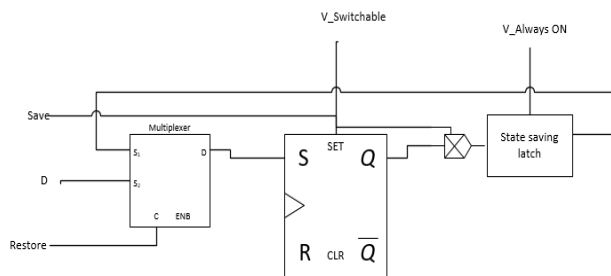 V_Switchable
V_Always ON
Save
Multiplexer
S₁
D
S
SET
Q
State saving
latch
D
S₂
C
ENB
Restore
R
CLR
Q̅